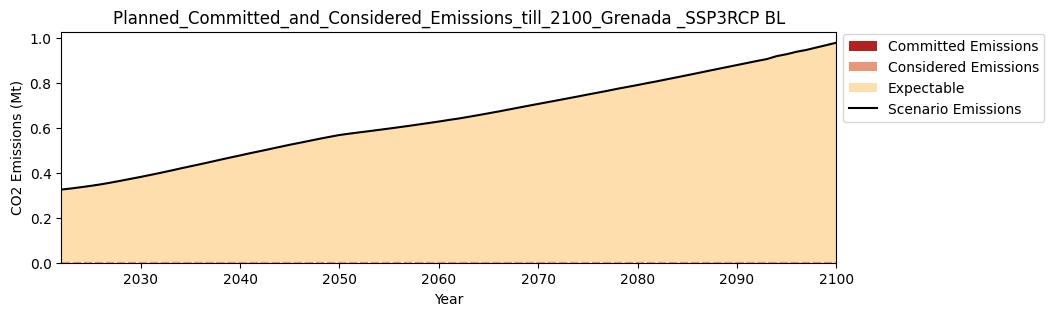 Planned_Committed_and_Considered_Emissions_till_2100_Grenada _SSP3RCP BL
CO2 Emissions (Mt)
1.0
0.8
0.6
0.4
0.2
0.0
2030 2040 2050 2060 2070 2080 2090 2100
Year
Committed Emissions
Considered Emissions
Expectable
Scenario Emissions